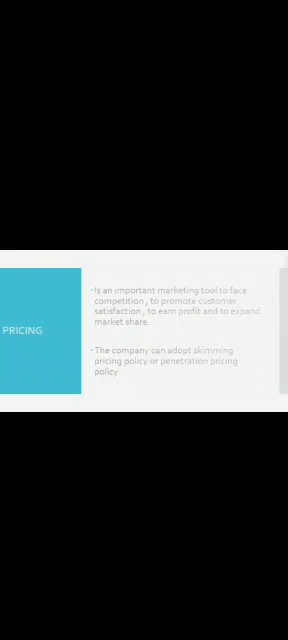 PRICING
• Is an important marketing tool to face
competition , to promote customer
satisfaction , to earn profit and to expand
market share.
• The company can adopt skimming
pricing policy or penetration pricing
policy